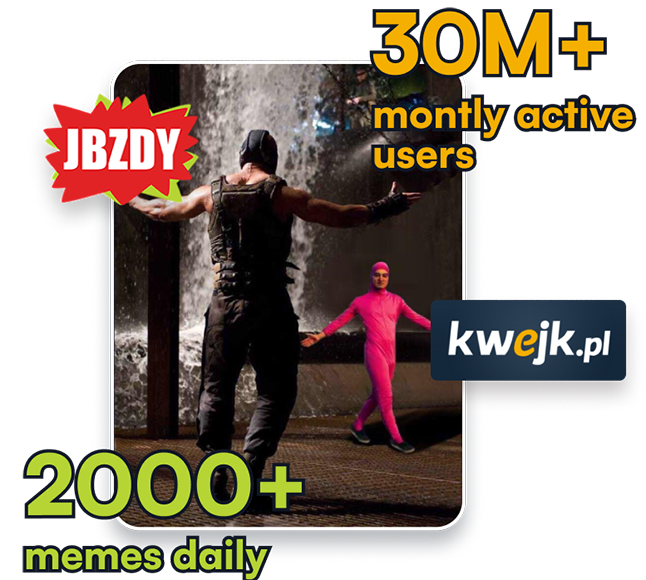 30M+
montly active
users
JBZDY
kwejk.pl
2000+
memes daily